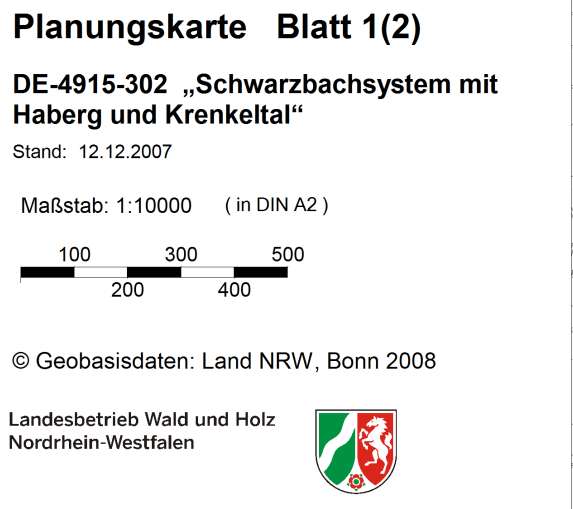 Planungskarte Blatt 1(2)
DE-4915-302 „Schwarzbachsystem mit
Haberg und Krenkeltal“
Stand: 12.12.2007
Maßstab: 1:10000 ( in DIN A2 )
100 300 500
200 400
© Geobasisdaten: Land NRW, Bonn 2008
Landesbetrieb Wald und Holz
Nordrhein-Westfalen